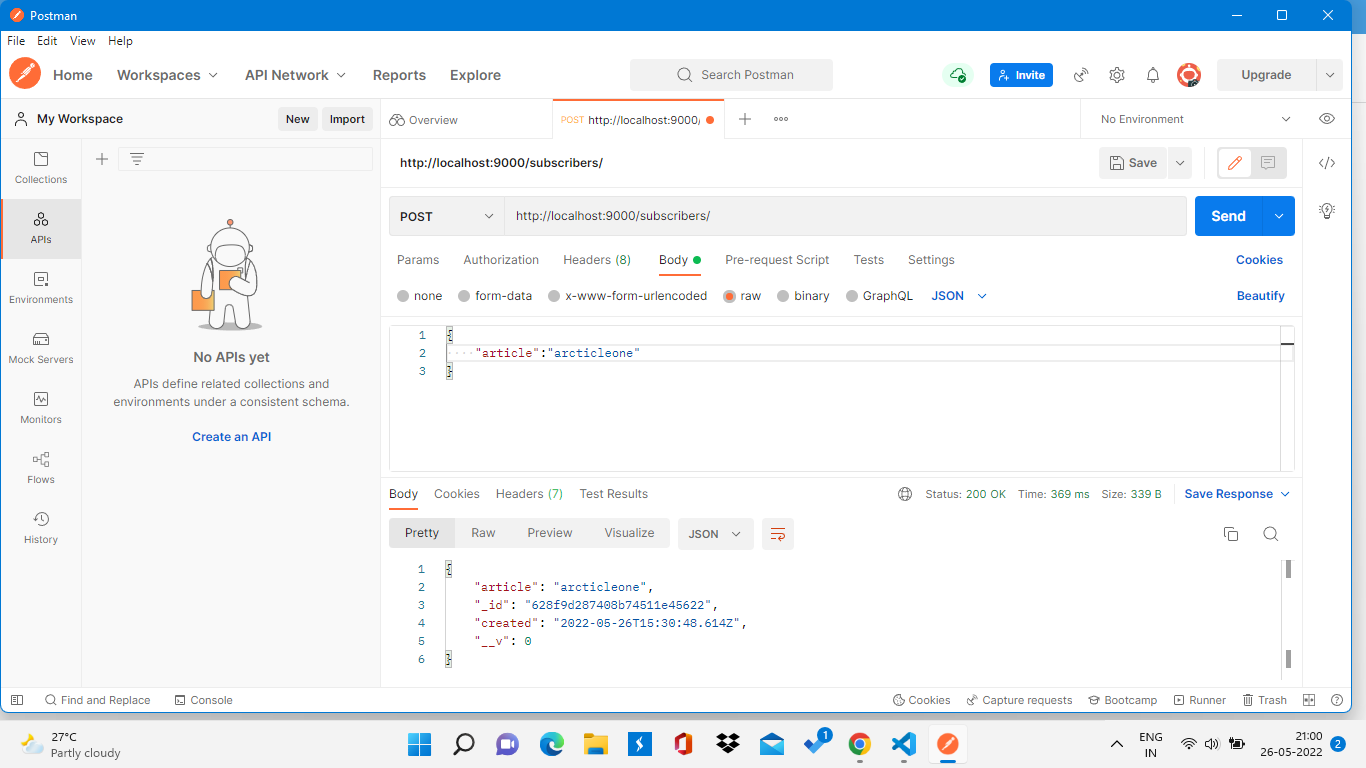 Postman
File Edit View Help
Home Workspaces API Network Reports Explore Search Postman Invite Upgrade
My Workspace New Import Overview POST http://localhost:9000/ No Environment
Collections
APIs
Environments
Mock Servers
Monitors
Flows
History
No APIs yet
APIs define related collections and
environments under a consistent schema.
Create an API
http://localhost:9000/subscribers/ Save
POST http://localhost:9000/subscribers/ Send
Params Authorization Headers (8) Body Pre-request Script Tests Settings Cookies
none form-data x-www-form-urlencoded raw binary GraphQL JSON Beautify
1 {
2 "article":"arcticleone"
3 }
Body Cookies Headers (7) Test Results Status: 200 OK Time: 369 ms Size: 339 B Save Response
Pretty Raw Preview Visualize JSON
1 {
2 "article": "arcticleone",
3 "_id": "628f9d287408b74511e45622",
4 "created": "2022-05-26T15:30:48.614Z",
5 "__v": 0
6 }
Find and Replace Console Cookies Capture requests Bootcamp Runner Trash
27°C
Partly cloudy
1
ENG
IN
21:00
26-05-2022
2